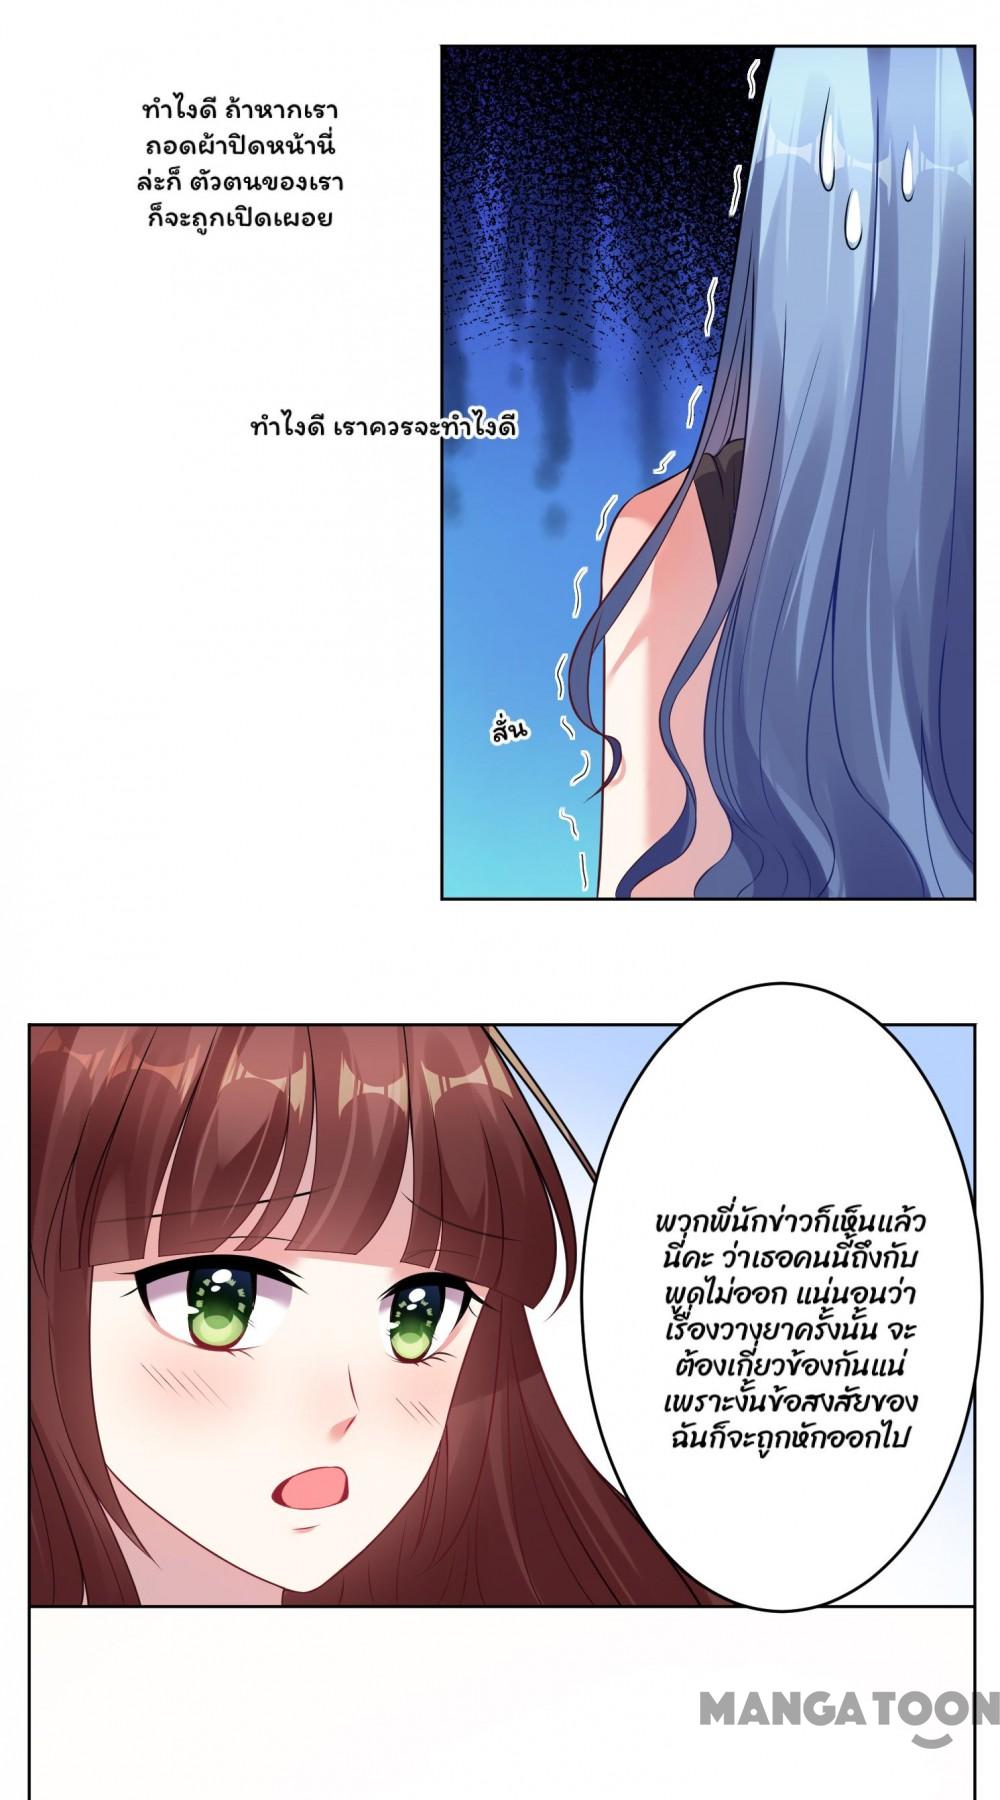 ทำไงดี ถ้าหากเรา
ถอดผ้าปิดหน้านี่
ล่ะก็ ตัวตนของเรา
ก็จะถูกเปิดเผอย
ทำไงดี เราควรจะทำไงดี
สั่น
พวกพี่นักข่าวก็เห็นแล้ว
นี่คะ ว่าเธอคนนี้ถึงกับ
พูดไม่ออก แน่นอนว่า
เรื่องวางยาครั้งนั้น จะ
ต้องเกี่ยวข้องกันแน่
เพราะงั้นข้อสงสัยของ
ฉันก็จะถูกหักออกไป
MANGATOON